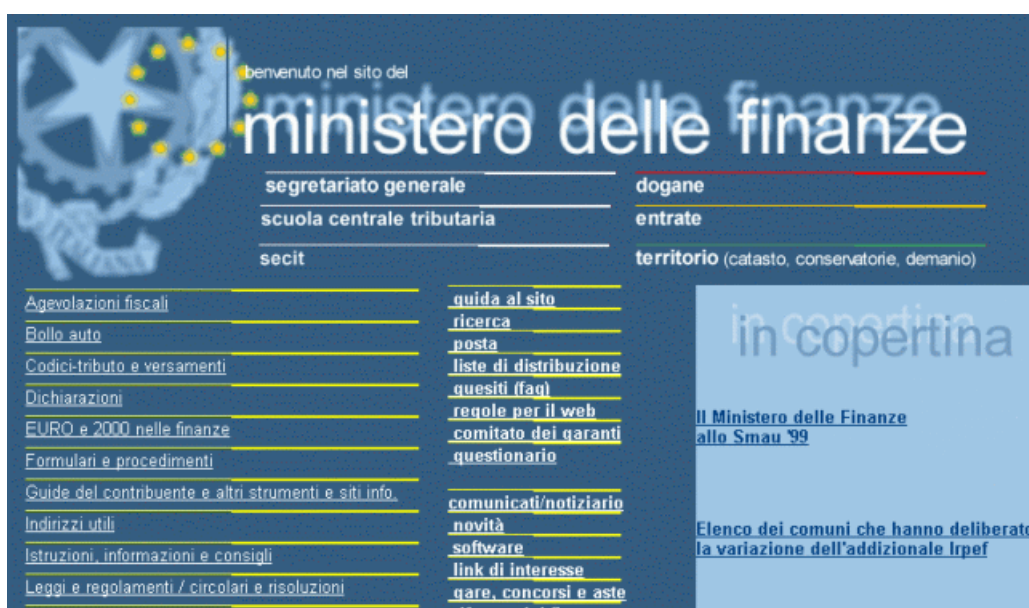 benvenuto nel sito del
ministero delle finanze
segretariato generale
scuola centrale tributaria
secit
dogane
entrate
territorio (catasto, conservatorie, demanio)
Agevolazioni fiscali
Bollo auto
Codici-tributo e versamenti
Dichiarazioni
EURO e 2000 nelle finanze
Formulari e procedimenti
Guide del contribuente e altri strumenti e siti info.
Indirizzi utili
Istruzioni, informazioni e consigli
Leggi e regolamenti / circolari e risoluzioni
guida al sito
ricerca
posta
liste di distribuzione
quesiti (faq)
regole per il web
comitato dei garanti
questionario
comunicati/notiziario
novità
software
link di interesse
gare, concorsi e aste
in copertina
Il Ministero delle Finanze
allo Smau '99
Elenco dei comuni che hanno deliberato
la variazione dell'addizionale Irpef